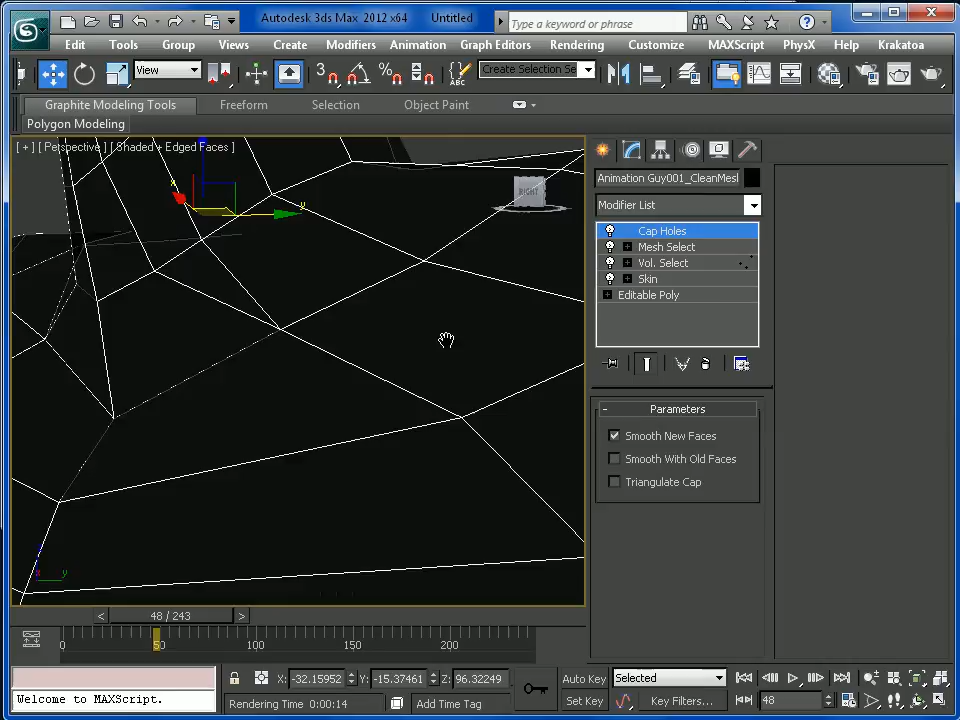 Autodesk 3ds Max 2012 x64 Untitled
Type a keyword or phrase
Edit Tools Group Views Create Modifiers Animation Graph Editors Rendering Customize MAXScript PhysX Help Krakatoa
View 3 % ABC Create Selection Se
Graphite Modeling Tools Freeform Selection Object Paint
Polygon Modeling
[ + ] [ Perspective ] [ Shaded + Edged Faces ]
x
y
RIGHT
Animation Guy001_CleanMesl
Modifier List
Cap Holes
Mesh Select
Vol. Select
Skin
Editable Poly
Parameters
Smooth New Faces
Smooth With Old Faces
Triangulate Cap
x y
< 48 / 243 >
0 50 100 150 200
X: -32.15952 Y: -15.37461 Z: 96.32249
Auto Key Selected
Welcome to MAXScript.
Rendering Time 0:00:14 Add Time Tag
Set Key Key Filters... 48